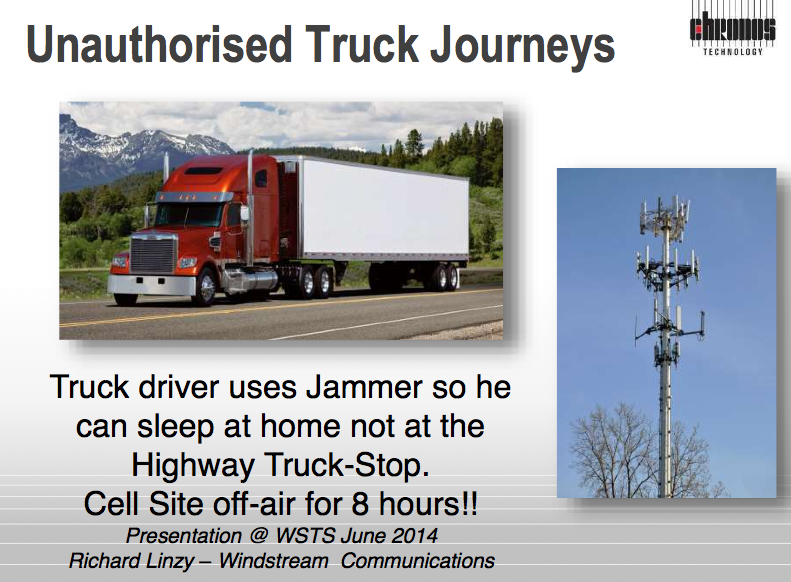 Unauthorised Truck Journeys
chronos
TECHNOLOGY
Truck driver uses Jammer so he
can sleep at home not at the
Highway Truck-Stop.
Cell Site off-air for 8 hours!!
Presentation @ WSTS June 2014
Richard Linzy – Windstream Communications